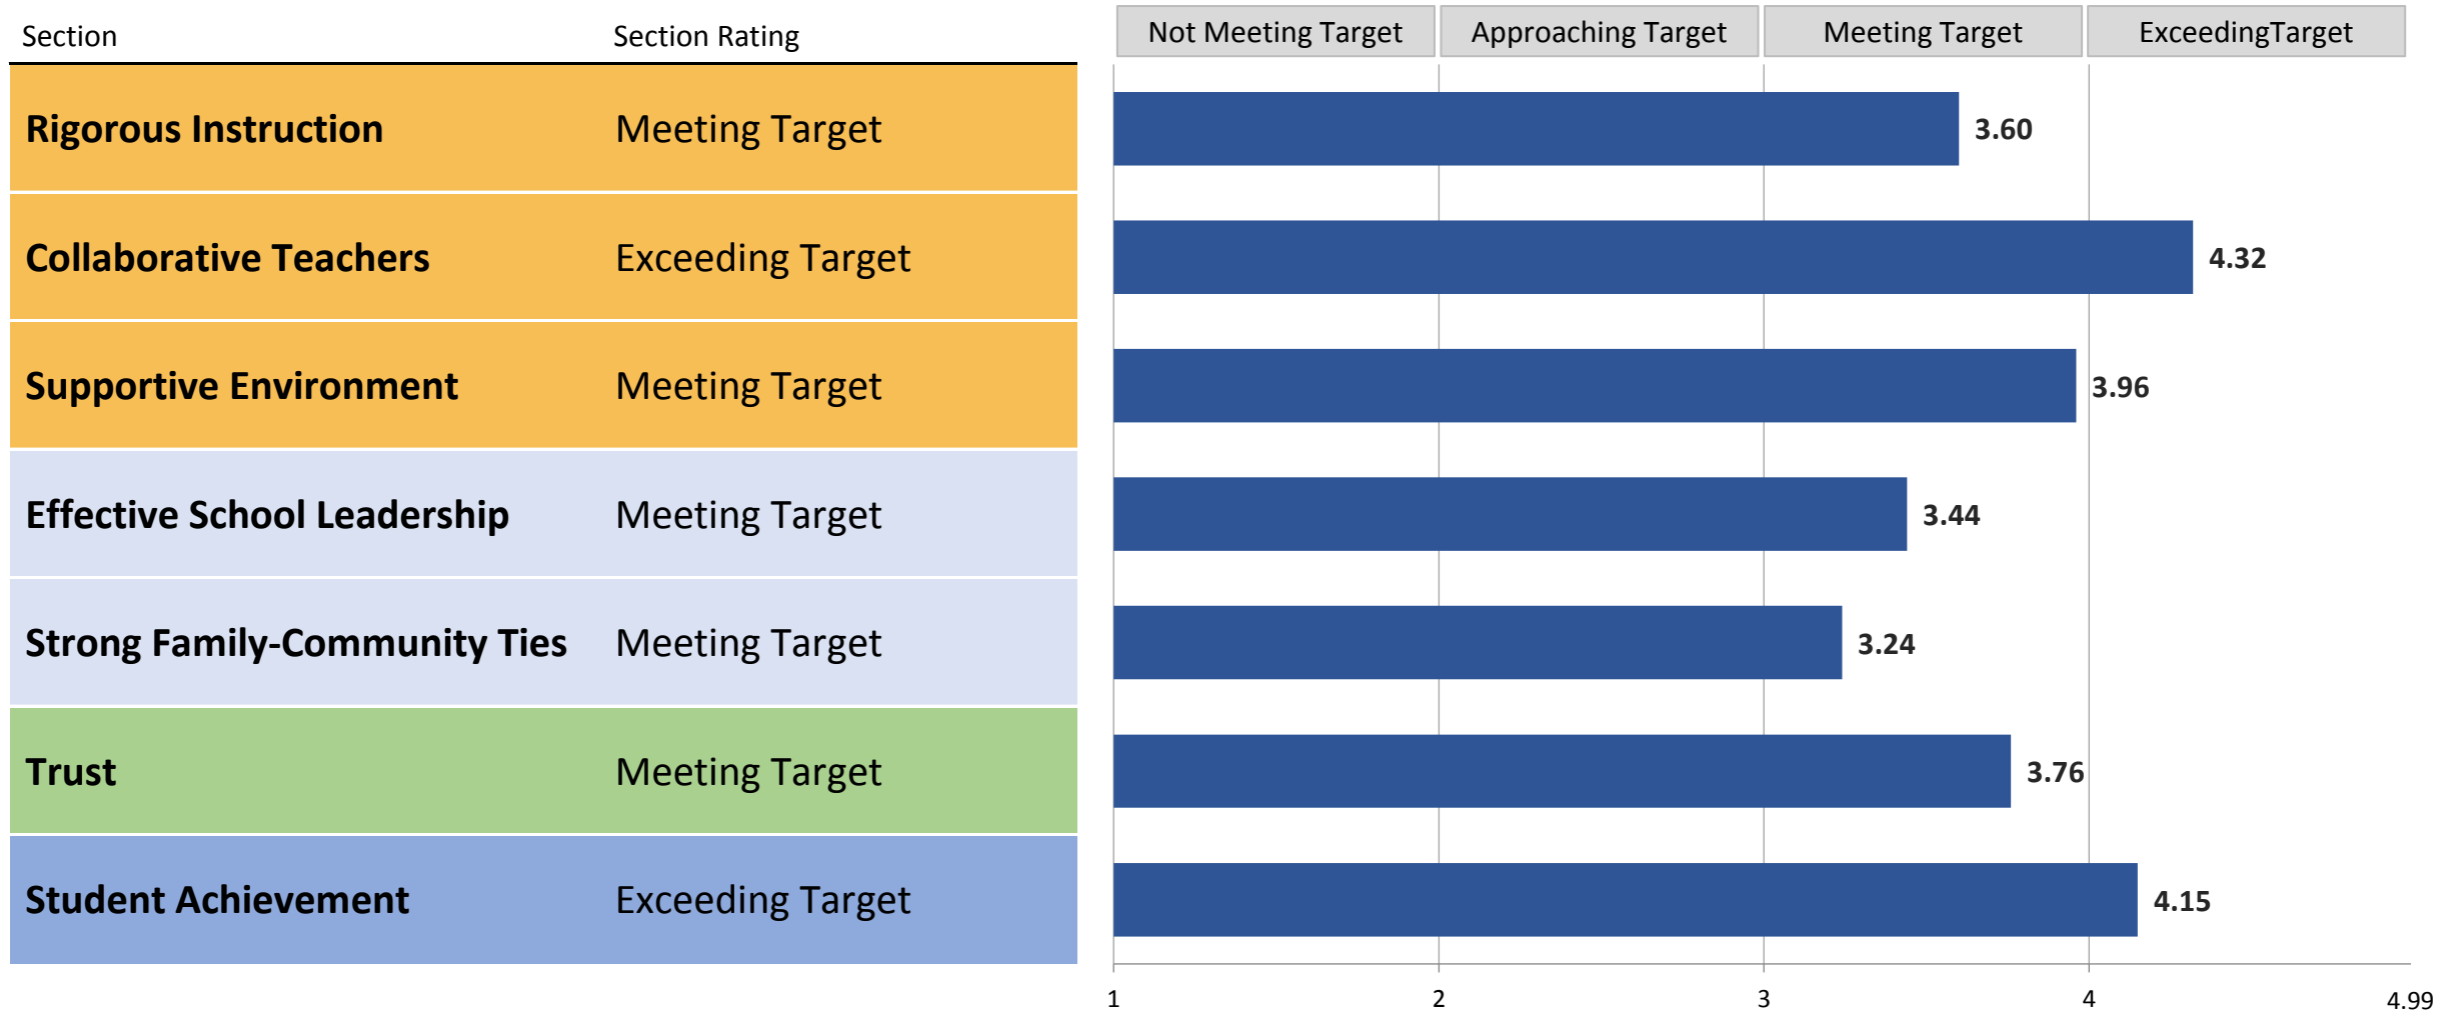 Section Section Rating Not Meeting Target Approaching Target Meeting Target ExceedingTarget
Rigorous Instruction Meeting Target 3.60
Collaborative Teachers Exceeding Target 4.32
Supportive Environment Meeting Target 3.96
Effective School Leadership Meeting Target 3.44
Strong Family-Community Ties Meeting Target 3.24
Trust Meeting Target 3.76
Student Achievement Exceeding Target 4.15
1 2 3 4 4.99